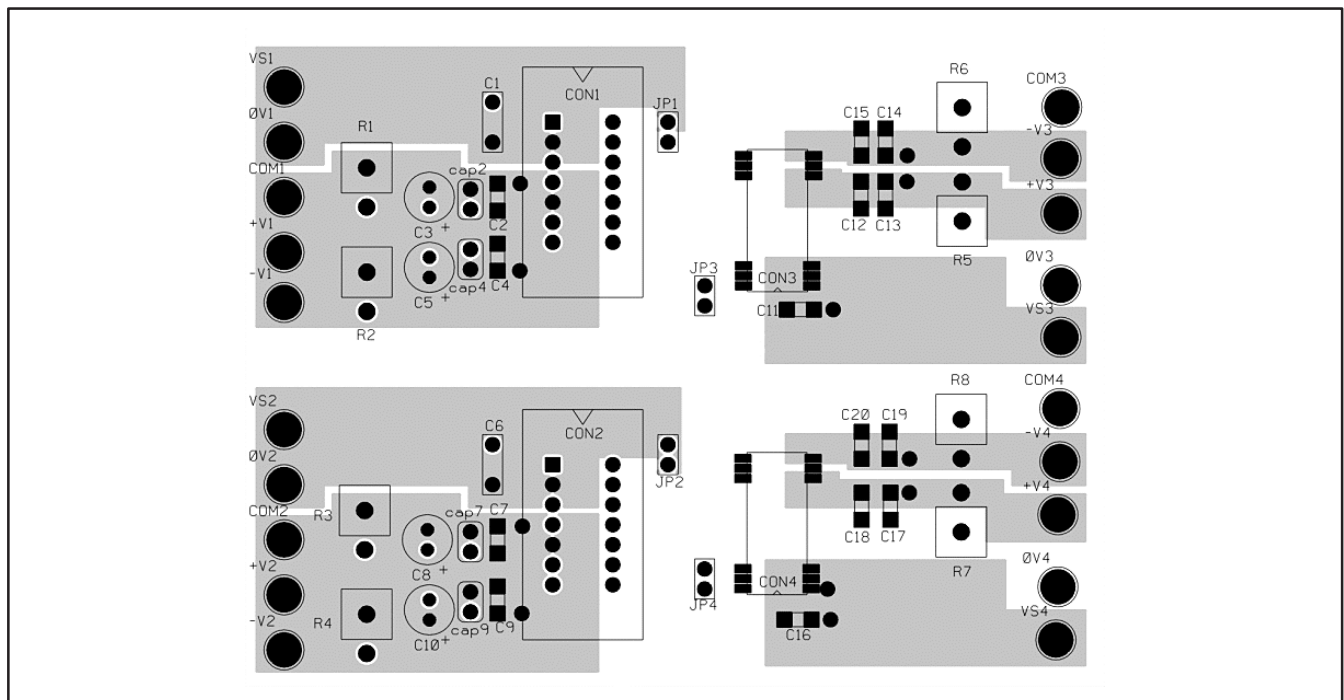 VS1
C1
CON1
ØV1
R1
JP1
COM1
cap2
C2
C3
+
+V1
cap4
C4
-V1
C5
+
R2
R6
COM3
C15
C14
-V3
+V3
C12
C13
R5
ØV3
JP3
CON3
C11
VS3
VS2
C6
CON2
ØV2
JP2
COM2
R3
cap7
C7
C8
+
+V2
cap9
C9
R4
-V2
C10
+
R8
COM4
C20
C19
-V4
+V4
C18
C17
R7
ØV4
JP4
CON4
VS4
C16